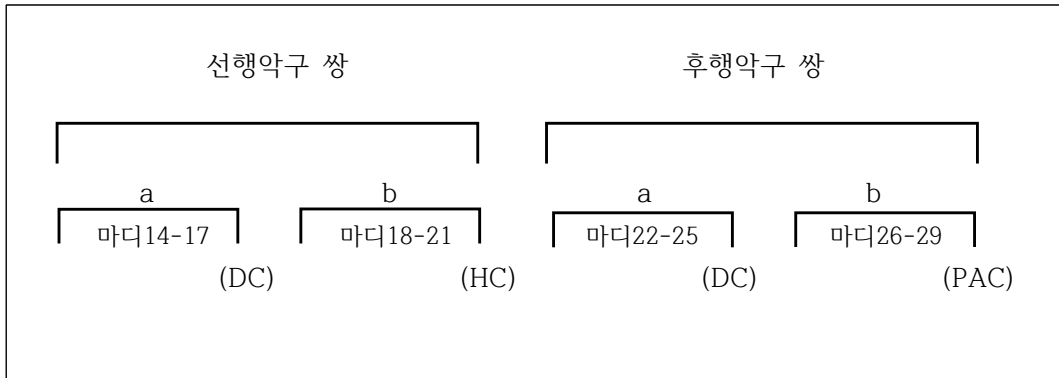 선행악구 쌍 후행악구 쌍
a b a b
마디14-17 마디18-21 마디22-25 마디26-29
(DC) (HC) (DC) (PAC)